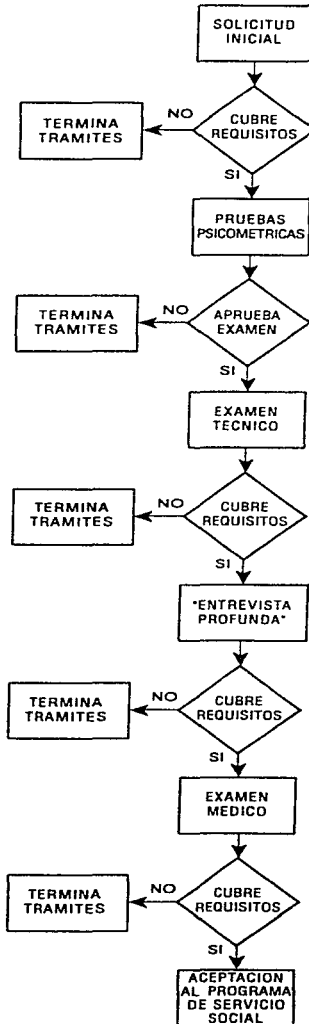 SOLICITUD
INICIAL
NO
TERMINA
TRAMITES
CUBRE
REQUISITOS
SI
PRUEBAS
PSICOMETRICAS
NO
TERMINA
TRAMITES
APRUEBA
EXAMEN
SI
EXAMEN
TECNICO
NO
TERMINA
TRAMITES
CUBRE
REQUISITOS
SI
"ENTREVISTA
PROFUNDA"
NO
TERMINA
TRAMITES
CUBRE
REQUISITOS
SI
EXAMEN
MEDICO
NO
TERMINA
TRAMITES
CUBRE
REQUISITOS
SI
ACEPTACION
AL PROGRAMA
DE SERVICIO
SOCIAL